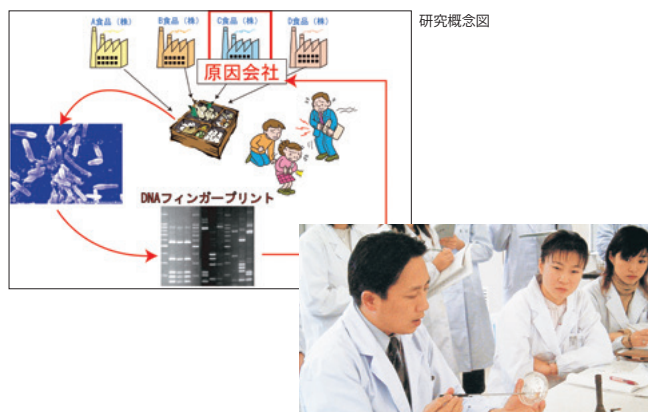 研究概念図
A食品(株)
B食品(株)
C食品(株)
D食品(株)
原因会社
DNAフィンガープリント